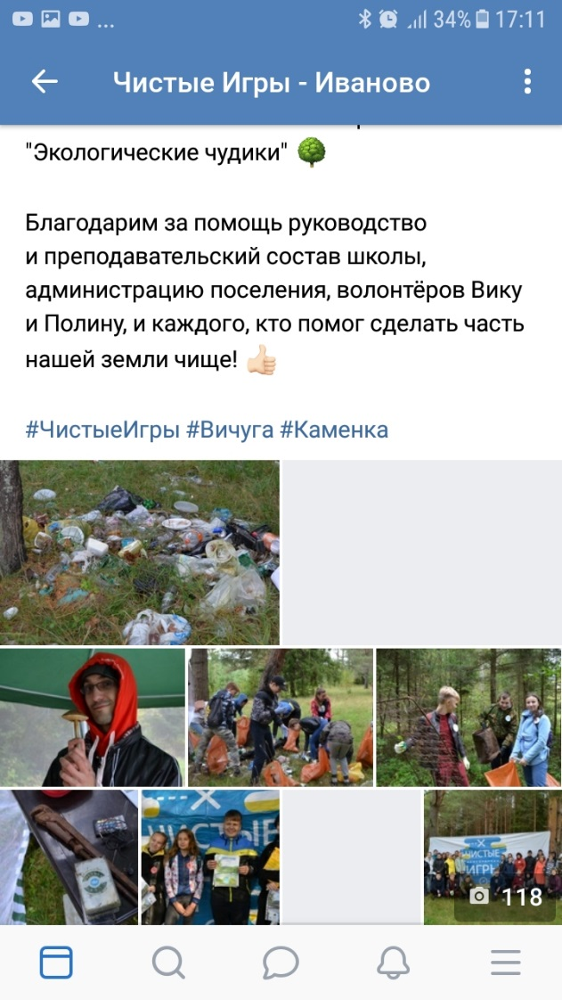 34% 17:11
Чистые Игры - Иваново
"Экологические чудики"
Благодарим за помощь руководство
и преподавательский состав школы,
администрацию поселения, волонтёров Вику
и Полину, и каждого, кто помог сделать часть
нашей земли чище!
#ЧистыеИгры #Вичуга #Каменка
ЧИСТЫЕ
ЧИСТЫЕ
ИГРЫ
118